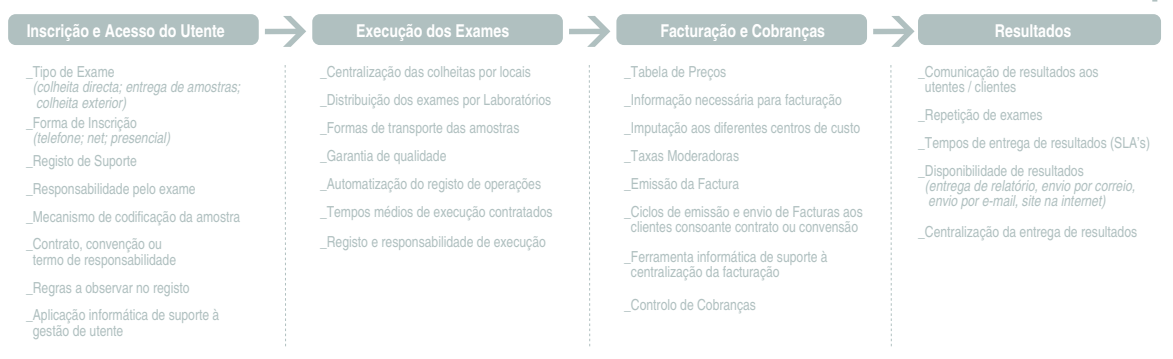 Inscrição e Acesso do Utente
_Tipo de Exame
(colheita directa; entrega de amostras;
colheita exterior)
_Forma de Inscrição
(telefone; net; presencial)
_Registo de Suporte
_Responsabilidade pelo exame
_Mecanismo de codificação da amostra
_Contrato, convenção ou
termo de responsabilidade
_Regras a observar no registo
_Aplicação informática de suporte à
gestão de utente
Execução dos Exames
_Centralização das colheitas por locais
_Distribuição dos exames por Laboratórios
_Formas de transporte das amostras
_Garantia de qualidade
_Automatização do registo de operações
_Tempos médios de execução contratados
_Registo e responsabilidade de execução
Facturação e Cobranças
_Tabela de Preços
_Informação necessária para facturação
_Imputação aos diferentes centros de custo
_Taxas Moderadoras
_Emissão da Factura
_Ciclos de emissão e envio de Facturas aos
clientes consoante contrato ou convensão
_Ferramenta informática de suporte à
centralização da facturação
_Controlo de Cobranças
Resultados
_Comunicação de resultados aos
utentes / clientes
_Repetição de exames
_Tempos de entrega de resultados (SLA's)
_Disponibilidade de resultados
(entrega de relatório, envio por correio,
envio por e-mail, site na internet)
_Centralização da entrega de resultados